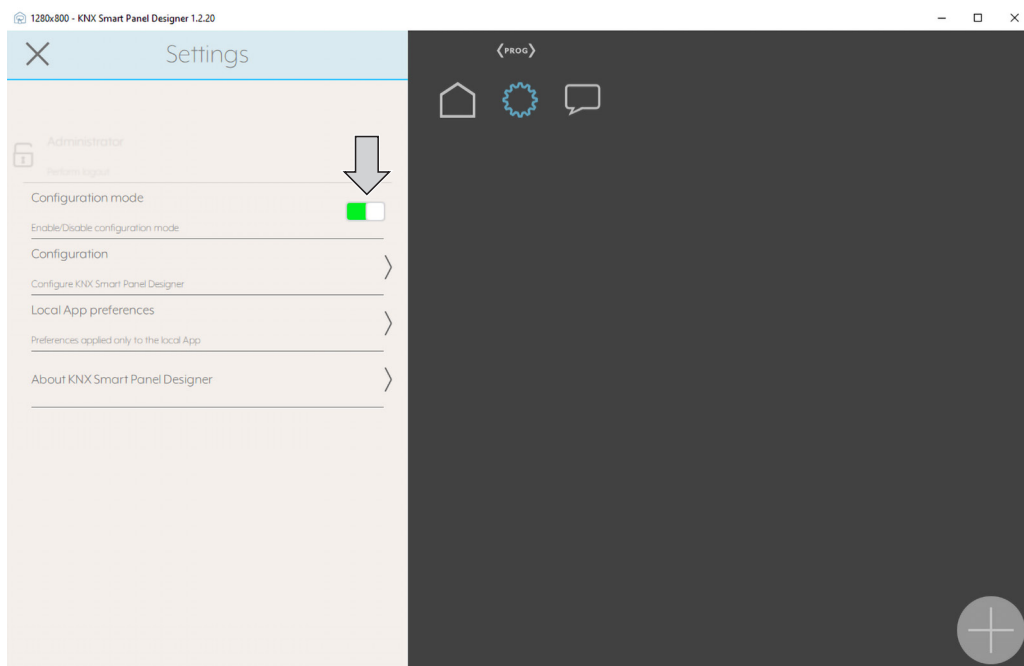 1280x800 - KNX Smart Panel Designer 1.2.20
Settings
PROG
Administrator
Perform logout
Configuration mode
Enable/Disable configuration mode
Configuration
Configure KNX Smart Panel Designer
Local App preferences
Preferences applied only to the local App
About KNX Smart Panel Designer